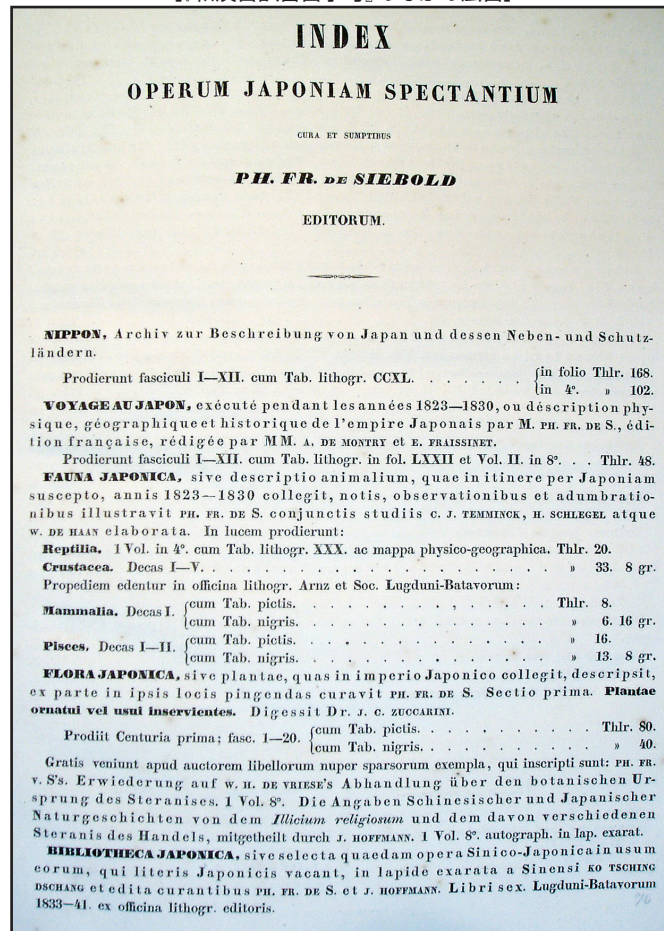 INDEX
OPERUM JAPONIAM SPECTANTIUM
CURA ET SUMPTIBUS
PH. FR. DE SIEBOLD
EDITORUM.
NIPPON, Archiv zur Beschreibung von Japan und dessen Neben- und Schutz-
ländern.
Prodierunt fasciculi I—XII. cum Tab. lithogr. CCXL. . . . . . . {in folio Thlr. 168.
{in 4°. » 102.
VOYAGE AU JAPON, exécuté pendant les années 1823—1830, ou déscription phy-
sique, géographique et historique de l'empire Japonais par M. PH. FR. DE S., édi-
tion française, rédigée par MM. A. DE MONTRY et E. FRAISSINET.
Prodierunt fasciculi I—XII. cum Tab. lithogr. in fol. LXXII et Vol. II. in 8°. . . Thlr. 48.
FAUNA JAPONICA, sive descriptio animalium, quae in itinere per Japoniam
suscepto, annis 1823—1830 collegit, notis, observationibus et adumbratio-
nibus illustravit PH. FR. DE S. conjunctis studiis C. J. TEMMINCK, H. SCHLEGEL atque
W. DE HAAN elaborata. In lucem prodierunt:
Reptilia. 1 Vol. in 4°. cum Tab. lithogr. XXX. ac mappa physico-geographica. Thlr. 20.
Crustacea. Decas I—V. . . . . . . . . . . . . . . . . . . . » 33. 8 gr.
Propediem edentur in officina lithogr. Arnz et Soc. Lugduni-Batavorum:
Mammalia. Decas I. {cum Tab. pictis. . . . . . . . . . . . . Thlr. 8.
{cum Tab. nigris. . . . . . . . . . . . . » 6. 16 gr.
Pisces. Decas I—II. {cum Tab. pictis. . . . . . . . . . . . . » 16.
{cum Tab. nigris. . . . . . . . . . . . . » 13. 8 gr.
FLORA JAPONICA, sive plantae, quas in imperio Japonico collegit, descripsit,
ex parte in ipsis locis pingendas curavit PH. FR. DE S. Sectio prima. Plantae
ornatui vel usui inservientes. Digessit Dr. J. C. ZUCCARINI.
Prodiit Centuria prima; fasc. 1—20. {cum Tab. pictis. . . . . . . . . Thlr. 80.
{cum Tab. nigris. . . . . . . . . » 40.
Gratis veniunt apud auctorem libellorum nuper sparsorum exempla, qui inscripti sunt: PH. FR.
V. S's. Erwiederung auf W. H. DE VRIESE's Abhandlung über den botanischen Ur-
sprung des Steranises. 1 Vol. 8°. Die Angaben Schinesischer und Japanischer
Naturgeschichten von dem Illicium religiosum und dem davon verschiedenen
Steranis des Handels, mitgetheilt durch J. HOFFMANN. 1 Vol. 8°. autograph. in lap. exarat.
BIBLIOTHECA JAPONICA, sive selecta quaedam opera Sinico-Japonica in usum
eorum, qui literis Japonicis vacant, in lapide exarata a Sinensi KO TSCHING
DSCHANG et edita curantibus PH. FR. DE S. et J. HOFFMANN. Libri sex. Lugduni-Batavorum
1833—41. ex officina lithogr. editoris.